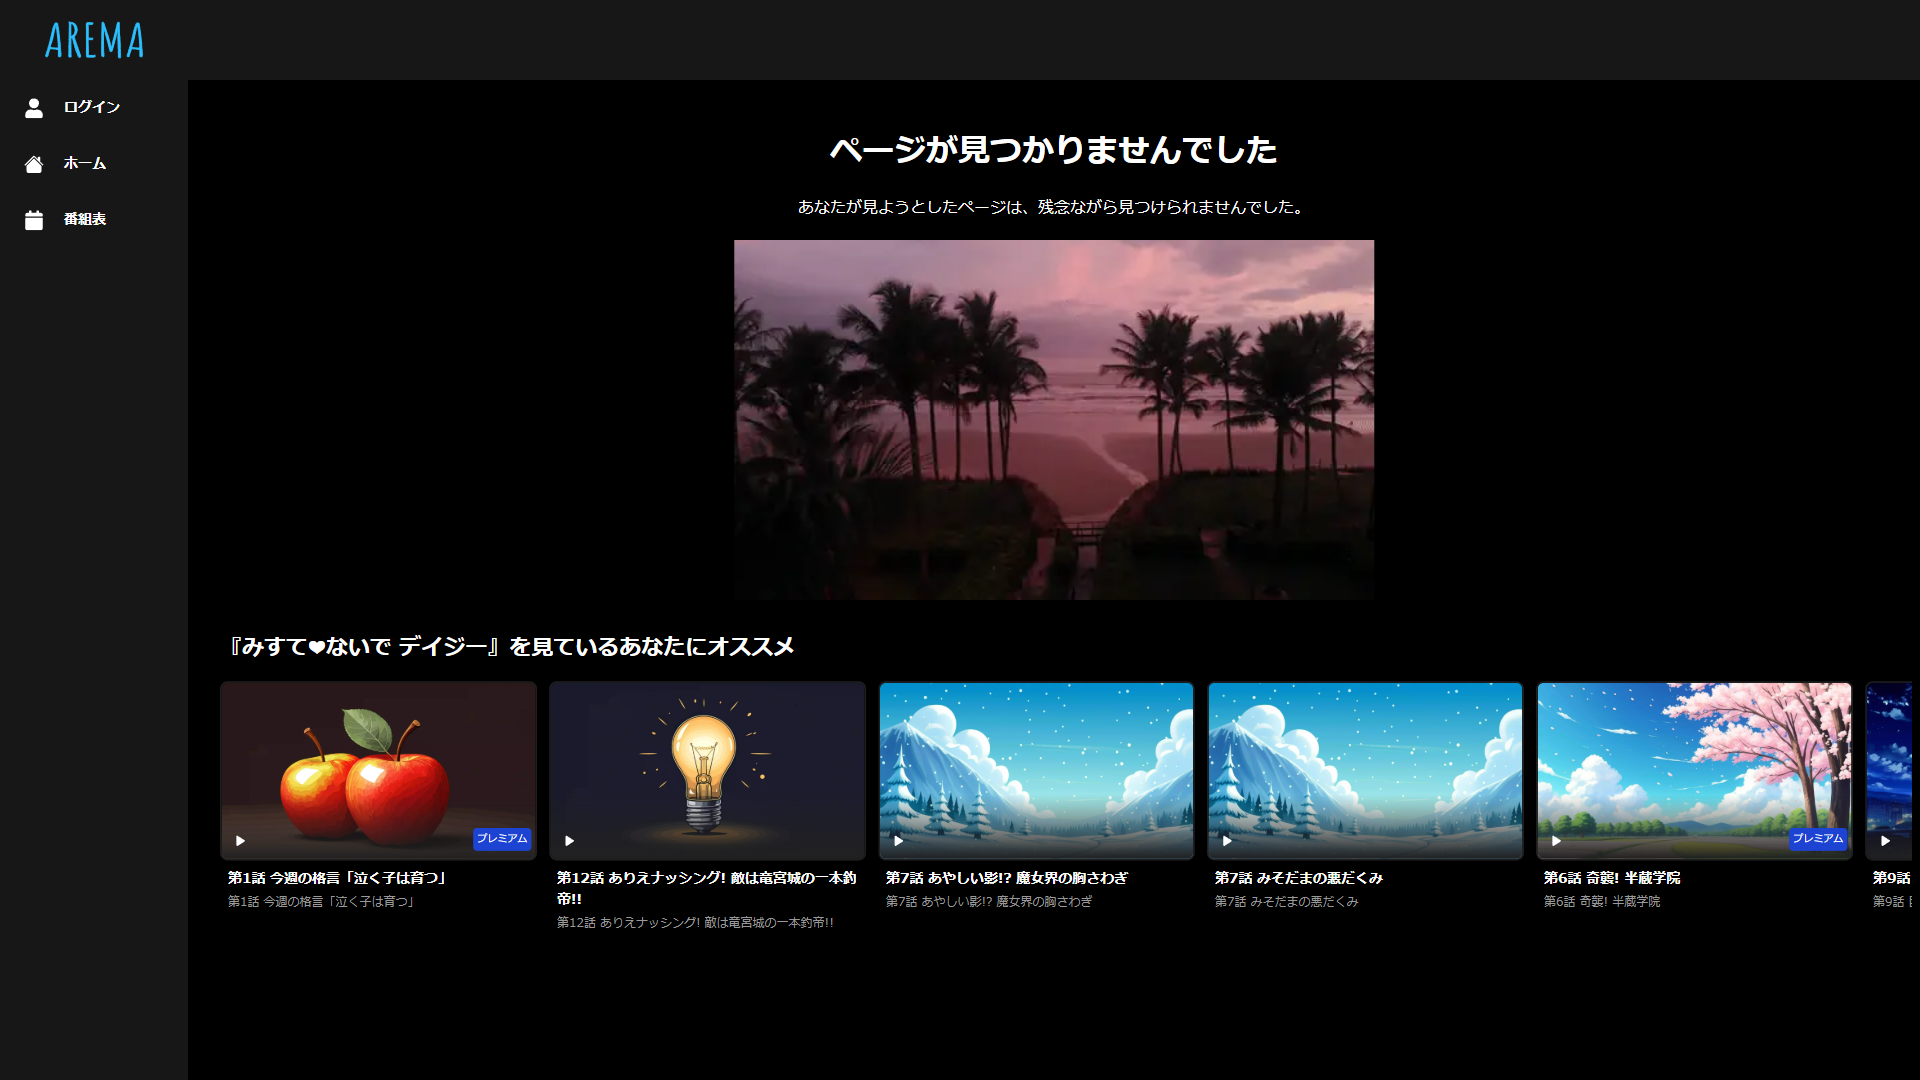 AREMA
ログイン
ホーム
番組表
ページが見つかりませんでした
あなたが見ようとしたページは、残念ながら見つけられませんでした。
『みすて❤ないで デイジー』を見ているあなたにオススメ
プレミアム
第1話 今週の格言「泣く子は育つ」
第1話 今週の格言「泣く子は育つ」
第12話 ありえナッシング! 敵は竜宮城の一本釣
帝!!
第12話 ありえナッシング! 敵は竜宮城の一本釣帝!!
第7話 あやしい影!? 魔女界の胸さわぎ
第7話 あやしい影!? 魔女界の胸さわぎ
第7話 みそだまの悪だくみ
第7話 みそだまの悪だくみ
プレミアム
第6話 奇襲! 半蔵学院
第6話 奇襲! 半蔵学院
第9話
第9話